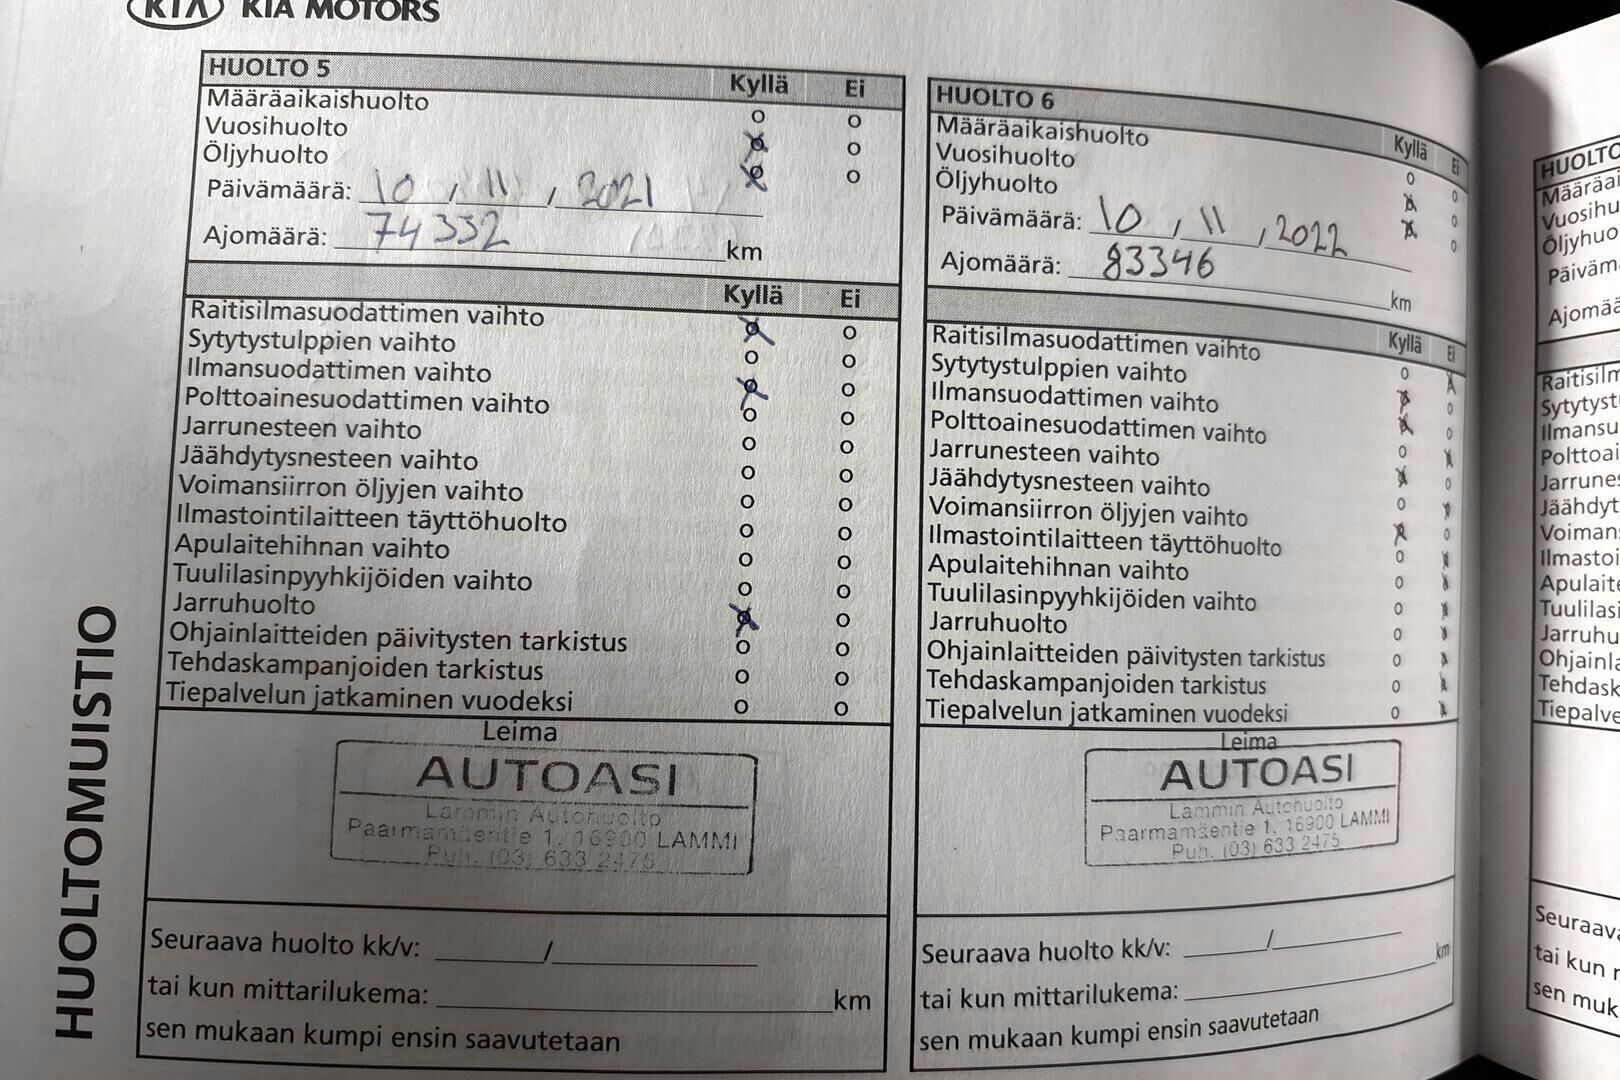 KIA KIA MOTORS
HUOLTOMUISTIO
HUOLTO 5 Kyllä Ei
Määräaikaishuolto o o
Vuosihuolto x o
Öljyhuolto x o
Päivämäärä: 10 / 11 / 2021
Ajomäärä: 74332 km
Kyllä Ei
Raitisilmasuodattimen vaihto x o
Sytytystulppien vaihto o o
Ilmansuodattimen vaihto x o
Polttoainesuodattimen vaihto o o
Jarrunesteen vaihto o o
Jäähdytysnesteen vaihto o o
Voimansiirron öljyjen vaihto o o
Ilmastointilaitteen täyttöhuolto o o
Apulaitehihnan vaihto o o
Tuulilasinpyyhkijöiden vaihto o o
Jarruhuolto x o
Ohjainlaitteiden päivitysten tarkistus o o
Tehdaskampanjoiden tarkistus o o
Tiepalvelun jatkaminen vuodeksi o o
Leima
AUTOASI
Lammin Autohuolto
Paarmamäentie 1, 16900 LAMMI
Puh. (03) 633 2475
Seuraava huolto kk/v: /
tai kun mittarilukema: km
sen mukaan kumpi ensin saavutetaan
HUOLTO 6 Kyllä Ei
Määräaikaishuolto o o
Vuosihuolto x o
Öljyhuolto x o
Päivämäärä: 10 / 11 / 2022
Ajomäärä: 83346 km
Kyllä Ei
Raitisilmasuodattimen vaihto o x
Sytytystulppien vaihto x o
Ilmansuodattimen vaihto x o
Polttoainesuodattimen vaihto o x
Jarrunesteen vaihto x o
Jäähdytysnesteen vaihto o x
Voimansiirron öljyjen vaihto x o
Ilmastointilaitteen täyttöhuolto o x
Apulaitehihnan vaihto o x
Tuulilasinpyyhkijöiden vaihto o x
Jarruhuolto o x
Ohjainlaitteiden päivitysten tarkistus o x
Tehdaskampanjoiden tarkistus o x
Tiepalvelun jatkaminen vuodeksi o x
Leima
AUTOASI
Lammin Autohuolto
Paarmamäentie 1, 16900 LAMMI
Puh. (03) 633 2475
Seuraava huolto kk/v: /
tai kun mittarilukema: km
sen mukaan kumpi ensin saavutetaan
HUOLTO
tai kun
sen